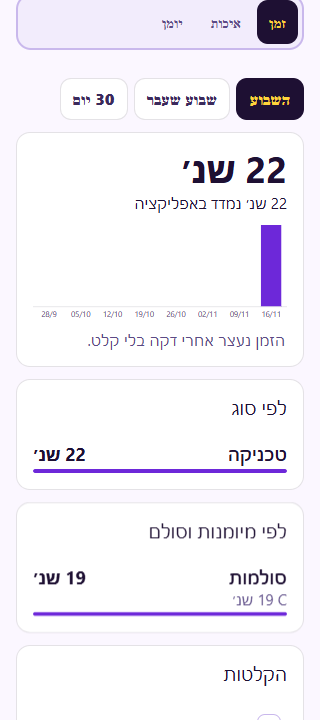 זמן איכות יומן
השבוע שבוע שעבר 30 יום
22 שנ׳
22 שנ׳ נמדד באפליקציה
28/9 05/10 12/10 19/10 26/10 02/11 09/11 16/11
הזמן נעצר אחרי דקה בלי קלט.
לפי סוג
טכניקה 22 שנ׳
לפי מיומנות וסולם
סולמות 19 שנ׳
C 19 שנ׳
הקלטות